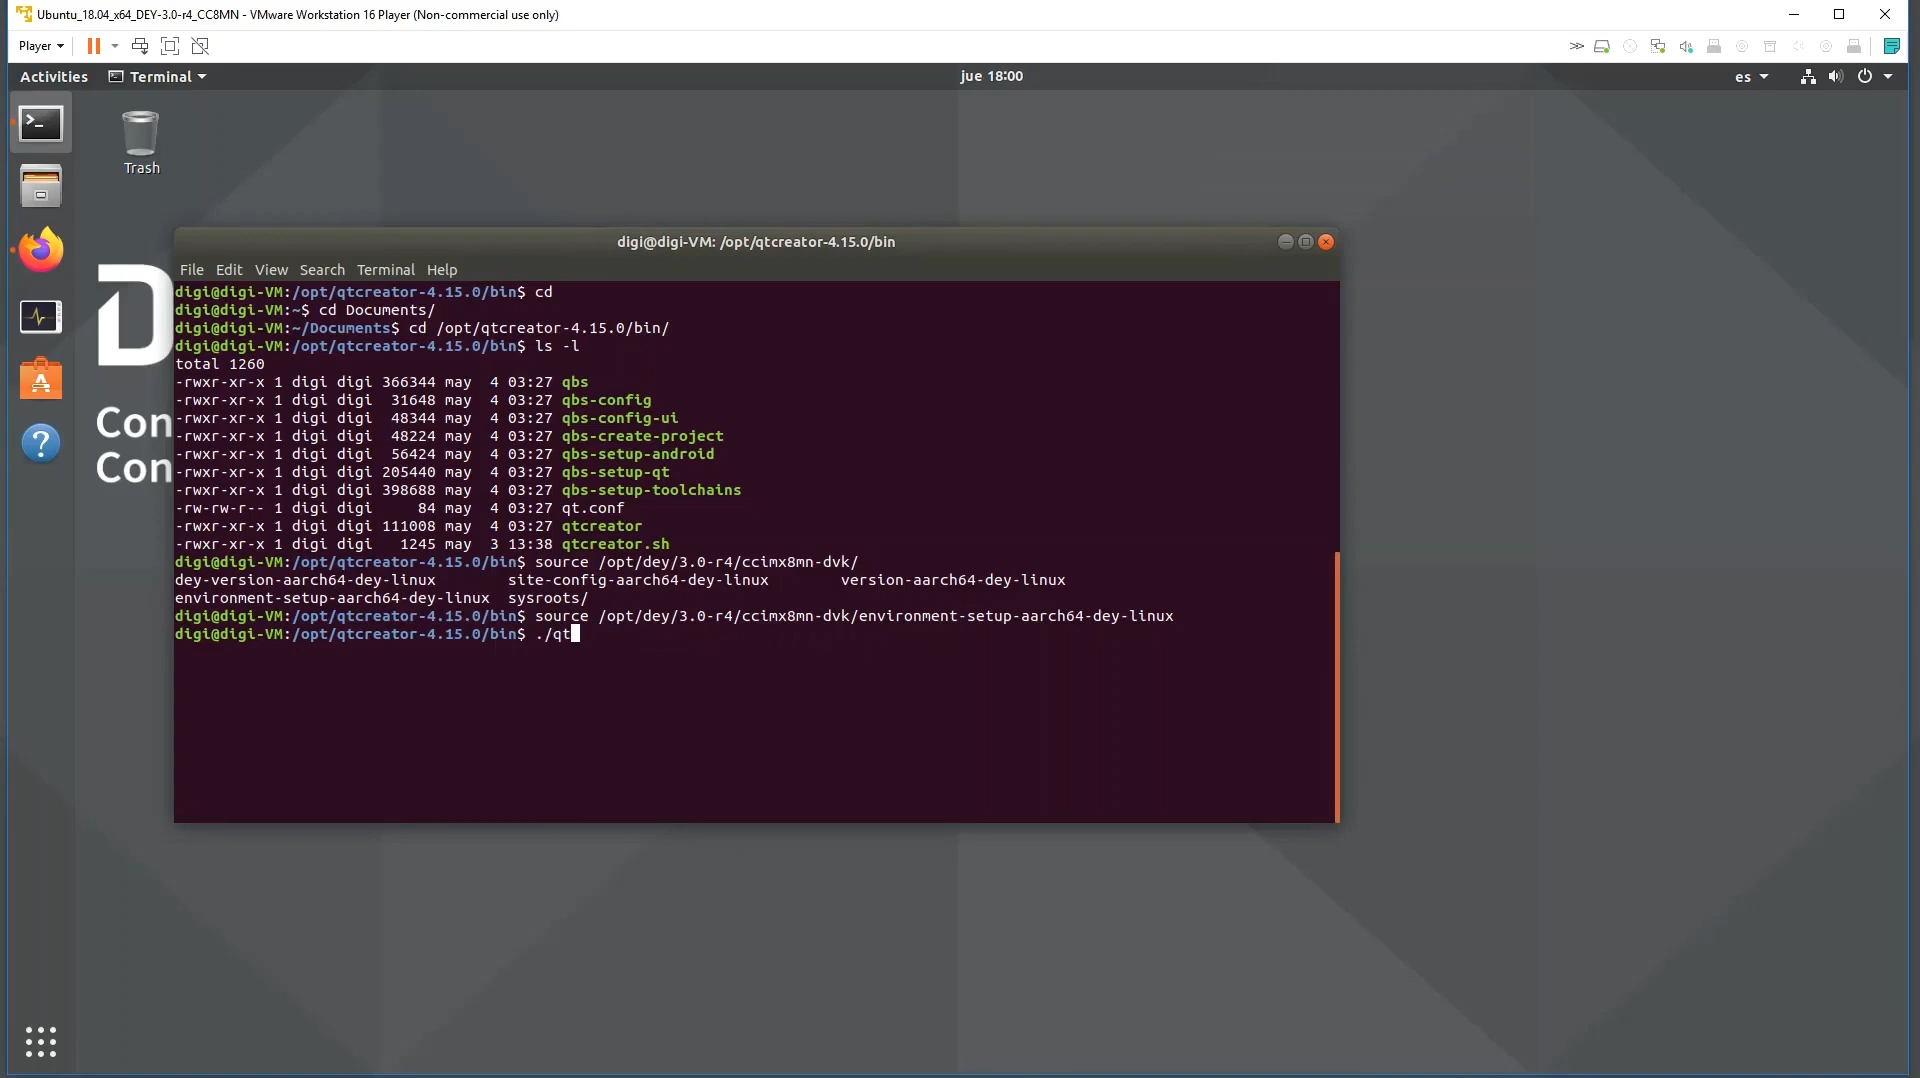 Ubuntu_18.04_x64_DEY-3.0-r4_CC8MN - VMware Workstation 16 Player (Non-commercial use only)
Player
Activities Terminal jue 18:00 es
Trash
Con
Con
digi@digi-VM: /opt/qtcreator-4.15.0/bin
File Edit View Search Terminal Help
digi@digi-VM:/opt/qtcreator-4.15.0/bin$ cd
digi@digi-VM:~$ cd Documents/
digi@digi-VM:~/Documents$ cd /opt/qtcreator-4.15.0/bin/
digi@digi-VM:/opt/qtcreator-4.15.0/bin$ ls -l
total 1260
-rwxr-xr-x 1 digi digi 366344 may  4 03:27 qbs
-rwxr-xr-x 1 digi digi  31648 may  4 03:27 qbs-config
-rwxr-xr-x 1 digi digi  48344 may  4 03:27 qbs-config-ui
-rwxr-xr-x 1 digi digi  48224 may  4 03:27 qbs-create-project
-rwxr-xr-x 1 digi digi  56424 may  4 03:27 qbs-setup-android
-rwxr-xr-x 1 digi digi 205440 may  4 03:27 qbs-setup-qt
-rwxr-xr-x 1 digi digi 398688 may  4 03:27 qbs-setup-toolchains
-rw-rw-r-- 1 digi digi     84 may  4 03:27 qt.conf
-rwxr-xr-x 1 digi digi 111008 may  4 03:27 qtcreator
-rwxr-xr-x 1 digi digi   1245 may  3 13:38 qtcreator.sh
digi@digi-VM:/opt/qtcreator-4.15.0/bin$ source /opt/dey/3.0-r4/ccimx8mn-dvk/
dey-version-aarch64-dey-linux        site-config-aarch64-dey-linux        version-aarch64-dey-linux
environment-setup-aarch64-dey-linux  sysroots/
digi@digi-VM:/opt/qtcreator-4.15.0/bin$ source /opt/dey/3.0-r4/ccimx8mn-dvk/environment-setup-aarch64-dey-linux
digi@digi-VM:/opt/qtcreator-4.15.0/bin$ ./qt